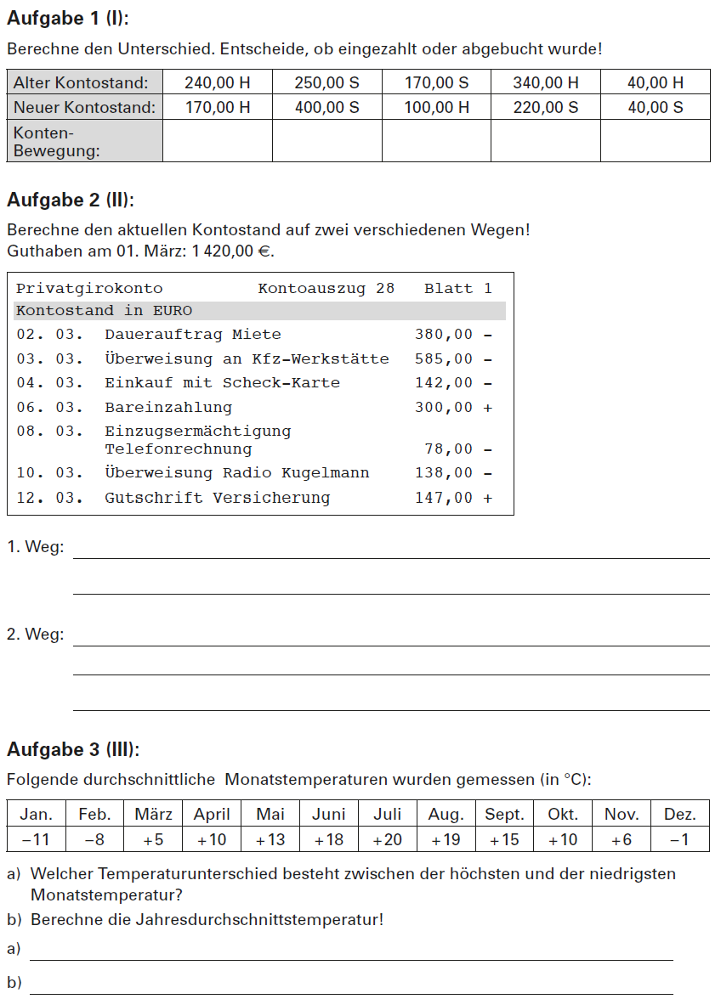 Aufgabe 1 (I):
Berechne den Unterschied. Entscheide, ob eingezahlt oder abgebucht wurde!
Alter Kontostand: 240,00 H 250,00 S 170,00 S 340,00 H 40,00 H
Neuer Kontostand: 170,00 H 400,00 S 100,00 H 220,00 S 40,00 S
Konten-
Bewegung:
Aufgabe 2 (II):
Berechne den aktuellen Kontostand auf zwei verschiedenen Wegen!
Guthaben am 01. März: 1 420,00 €.
Privatgirokonto Kontoauszug 28 Blatt 1
Kontostand in EURO
02. 03. Dauerauftrag Miete 380,00 –
03. 03. Überweisung an Kfz-Werkstätte 585,00 –
04. 03. Einkauf mit Scheck-Karte 142,00 –
06. 03. Bareinzahlung 300,00 +
08. 03. Einzugsermächtigung
Telefonrechnung 78,00 –
10. 03. Überweisung Radio Kugelmann 138,00 –
12. 03. Gutschrift Versicherung 147,00 +
1. Weg:
2. Weg:
Aufgabe 3 (III):
Folgende durchschnittliche Monatstemperaturen wurden gemessen (in °C):
Jan. Feb. März April Mai Juni Juli Aug. Sept. Okt. Nov. Dez.
–11 –8 +5 +10 +13 +18 +20 +19 +15 +10 +6 –1
a) Welcher Temperaturunterschied besteht zwischen der höchsten und der niedrigsten
Monatstemperatur?
b) Berechne die Jahresdurchschnittstemperatur!
a)
b)